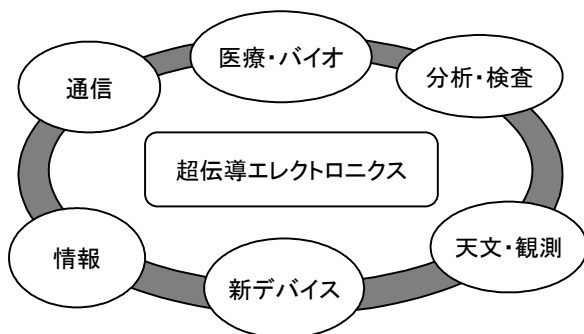 医療・バイオ
通信
分析・検査
超伝導エレクトロニクス
情報
天文・観測
新デバイス